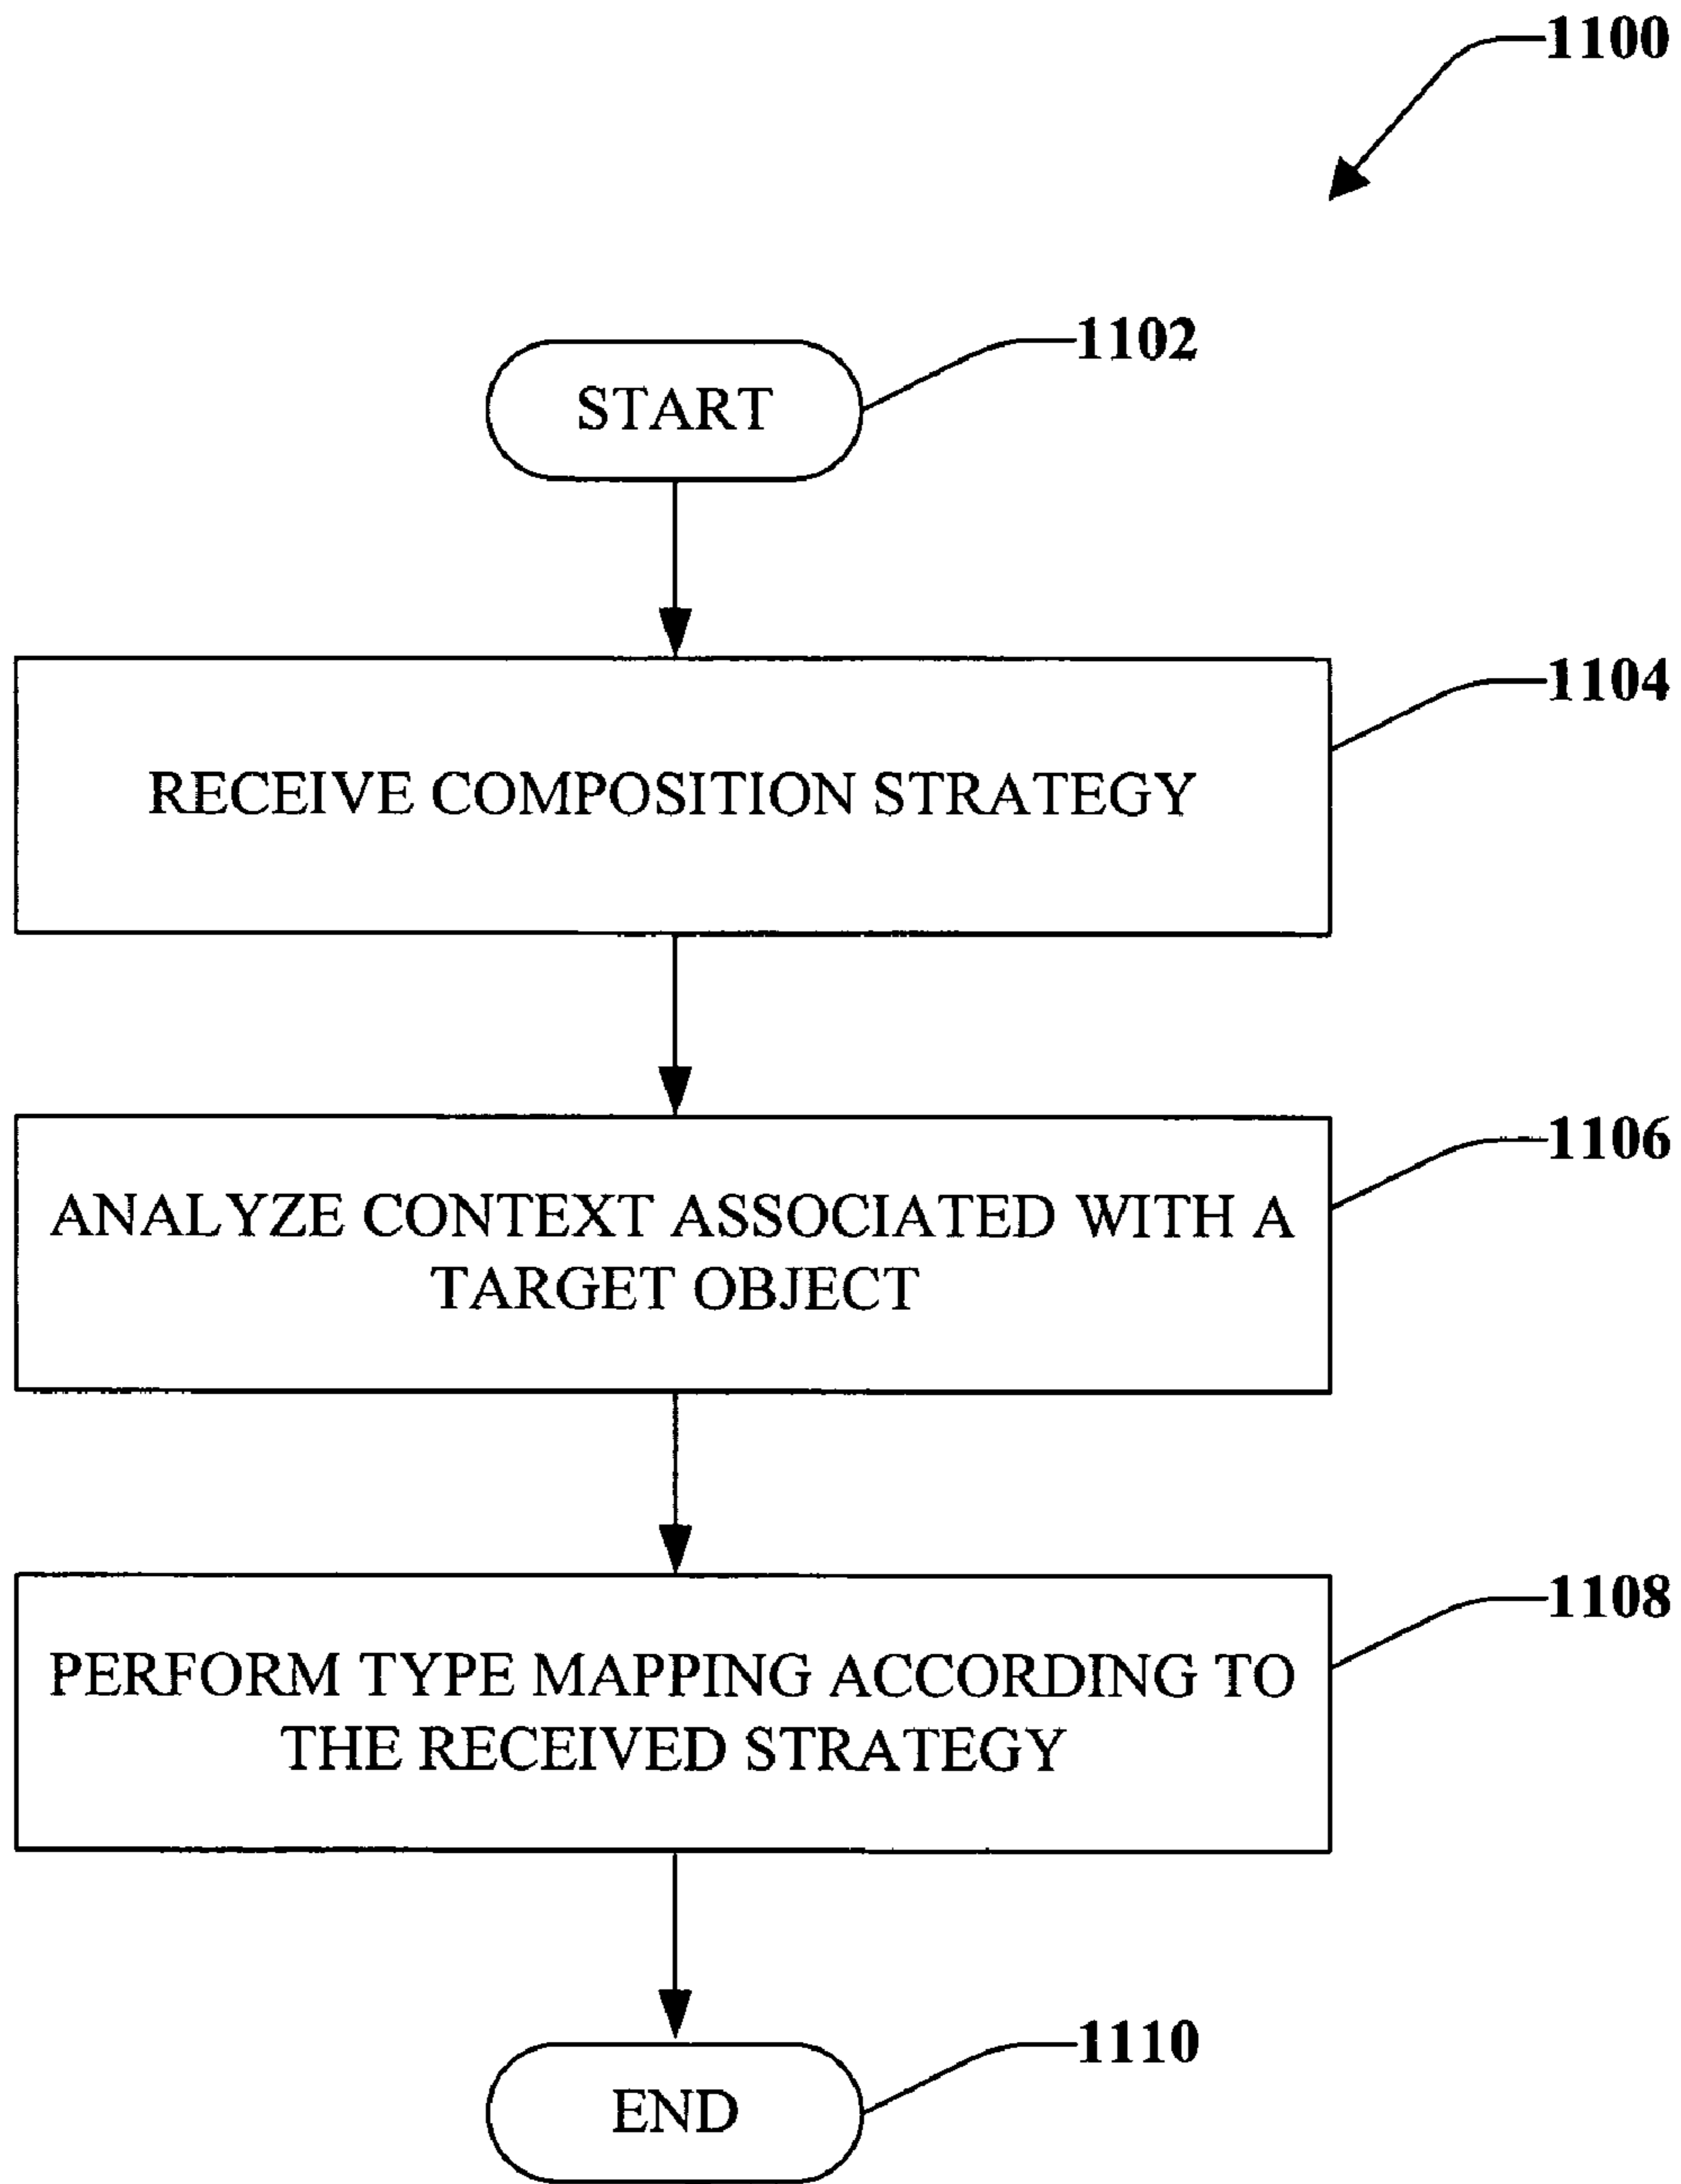 1100
1102
START
1104
RECEIVE COMPOSITION STRATEGY
1106
ANALYZE CONTEXT ASSOCIATED WITH A
TARGET OBJECT
1108
PERFORM TYPE MAPPING ACCORDING TO
THE RECEIVED STRATEGY
1110
END